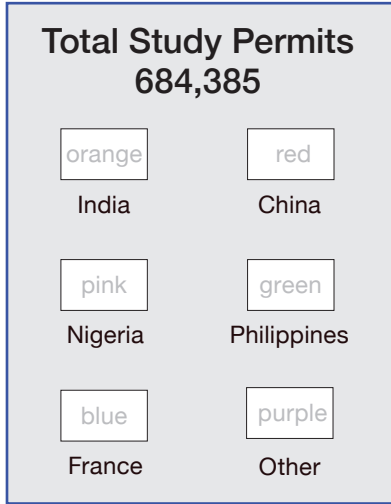 Total Study Permits
684,385
orange
red
India
China
pink
green
Nigeria
Philippines
blue
purple
France
Other